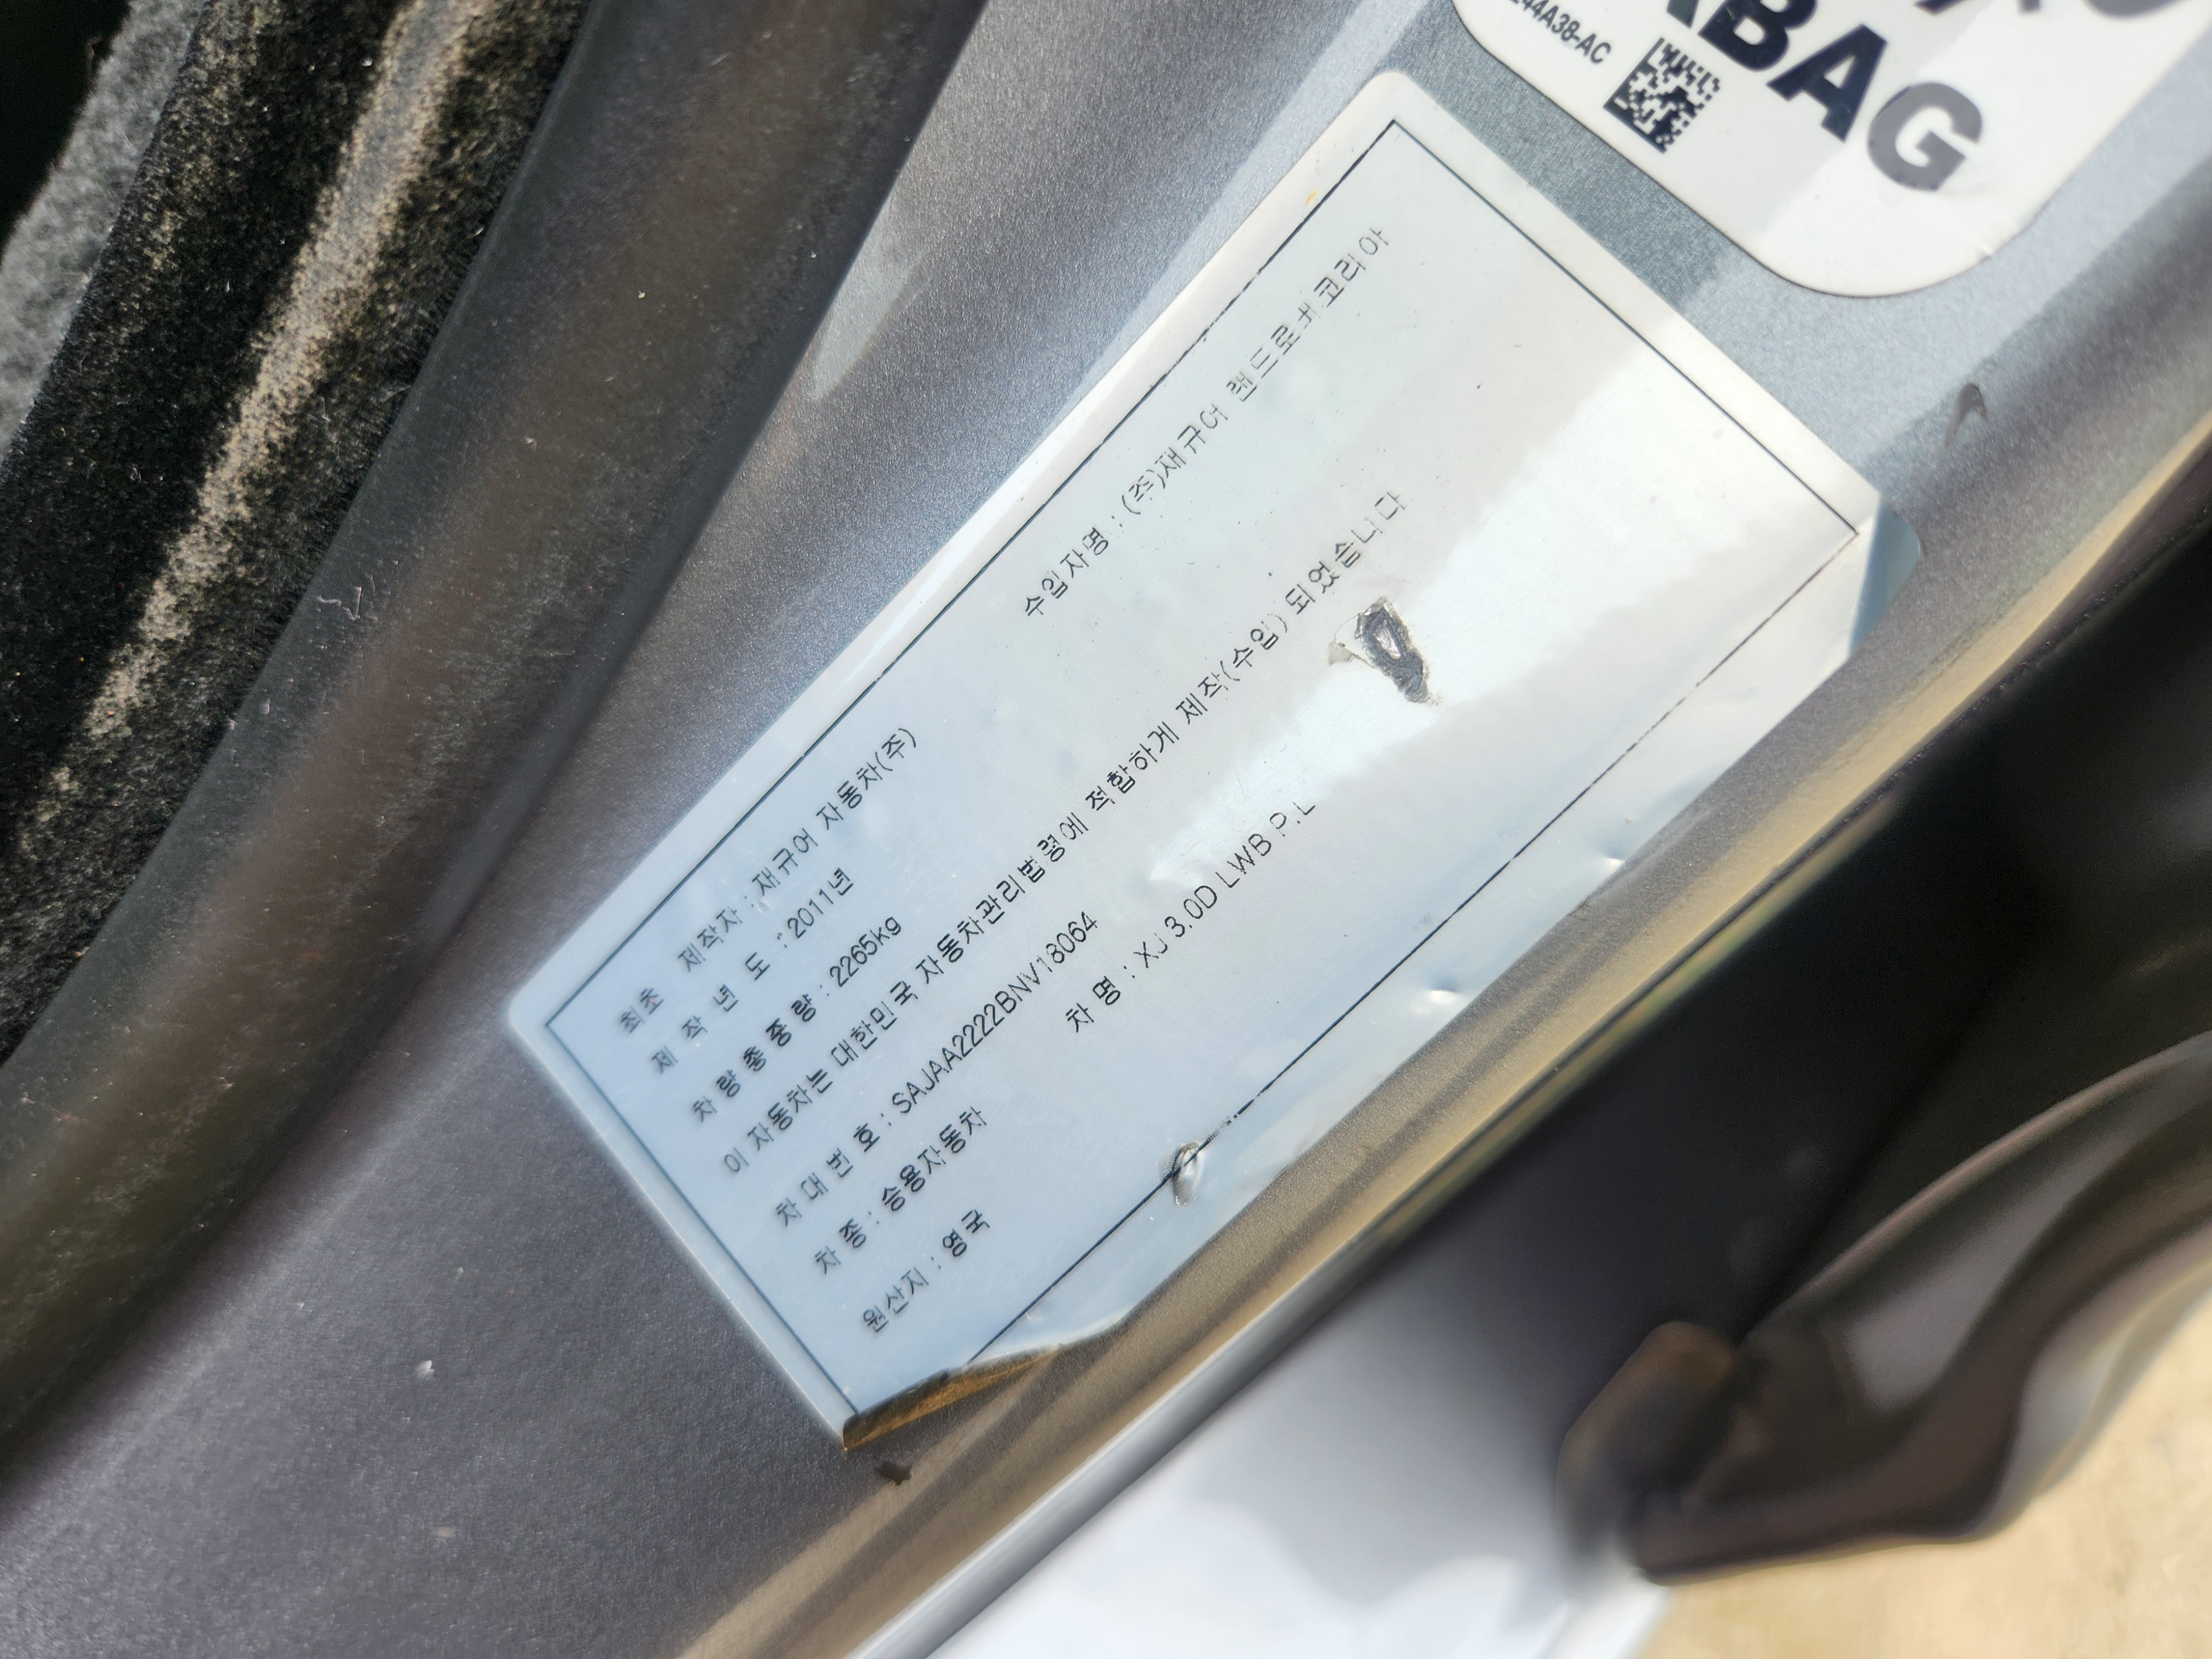 244A38-AC
BAG
최초 제작자 : 재규어 자동차(주) 수입자명 : (주)재규어 랜드로버코리아
제 작 년 도 : 2011년
차 량 총 중 량 : 2265kg
이 자동차는 대한민국 자동차관리법령에 적합하게 제작(수입) 되었습니다
차 대 번 호 : SAJAA2222BNV18064
차 종 : 승용자동차 차 명 : XJ 3.0D LWB P.L
원산지 : 영국